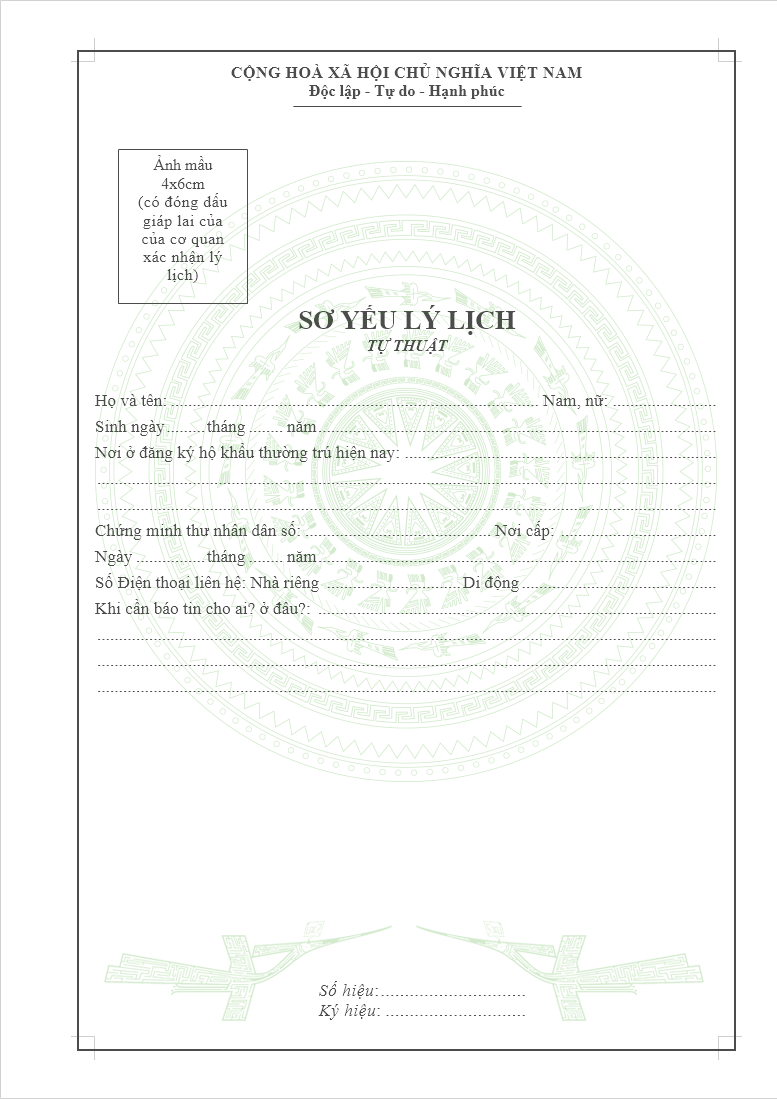 CỘNG HOÀ XÃ HỘI CHỦ NGHĨA VIỆT NAM
Độc lập - Tự do - Hạnh phúc
Ảnh mầu
4x6cm
(có đóng dấu
giáp lai của
của cơ quan
xác nhận lý
lịch)
SƠ YẾU LÝ LỊCH
TỰ THUẬT
Họ và tên: ........................................ Nam, nữ: ....................
Sinh ngày ........ tháng ........ năm ........................................
Nơi ở đăng ký hộ khẩu thường trú hiện nay: ........................................
................................................................................
................................................................................
Chứng minh thư nhân dân số: ........................................ Nơi cấp: ..............................
Ngày ................ tháng ........ năm ........................................
Số Điện thoại liên hệ: Nhà riêng .............................. Di động ........................................
Khi cần báo tin cho ai? ở đâu?: ........................................
................................................................................
................................................................................
................................................................................
Số hiệu: ..............................
Ký hiệu: ..............................